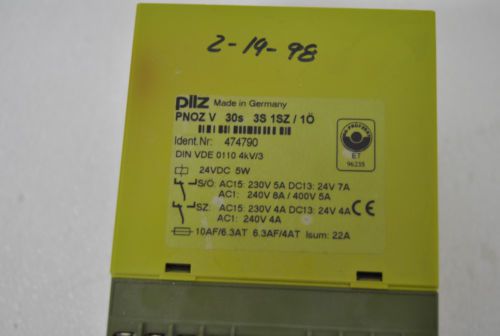 2-19-98
pilz Made in Germany
PNOZ V 30s 3S 1SZ / 1Ö
Ident.Nr: 474790
DIN VDE 0110 4kV/3
24VDC 5W
S/Ö: AC15: 230V 5A DC13: 24V 7A
AC1: 240V 8A / 400V 5A
SZ: AC15: 230V 4A DC13: 24V 4A CE
AC1: 240V 4A
10AF/6.3AT 6.3AF/4AT Isum: 22A
ET
96235